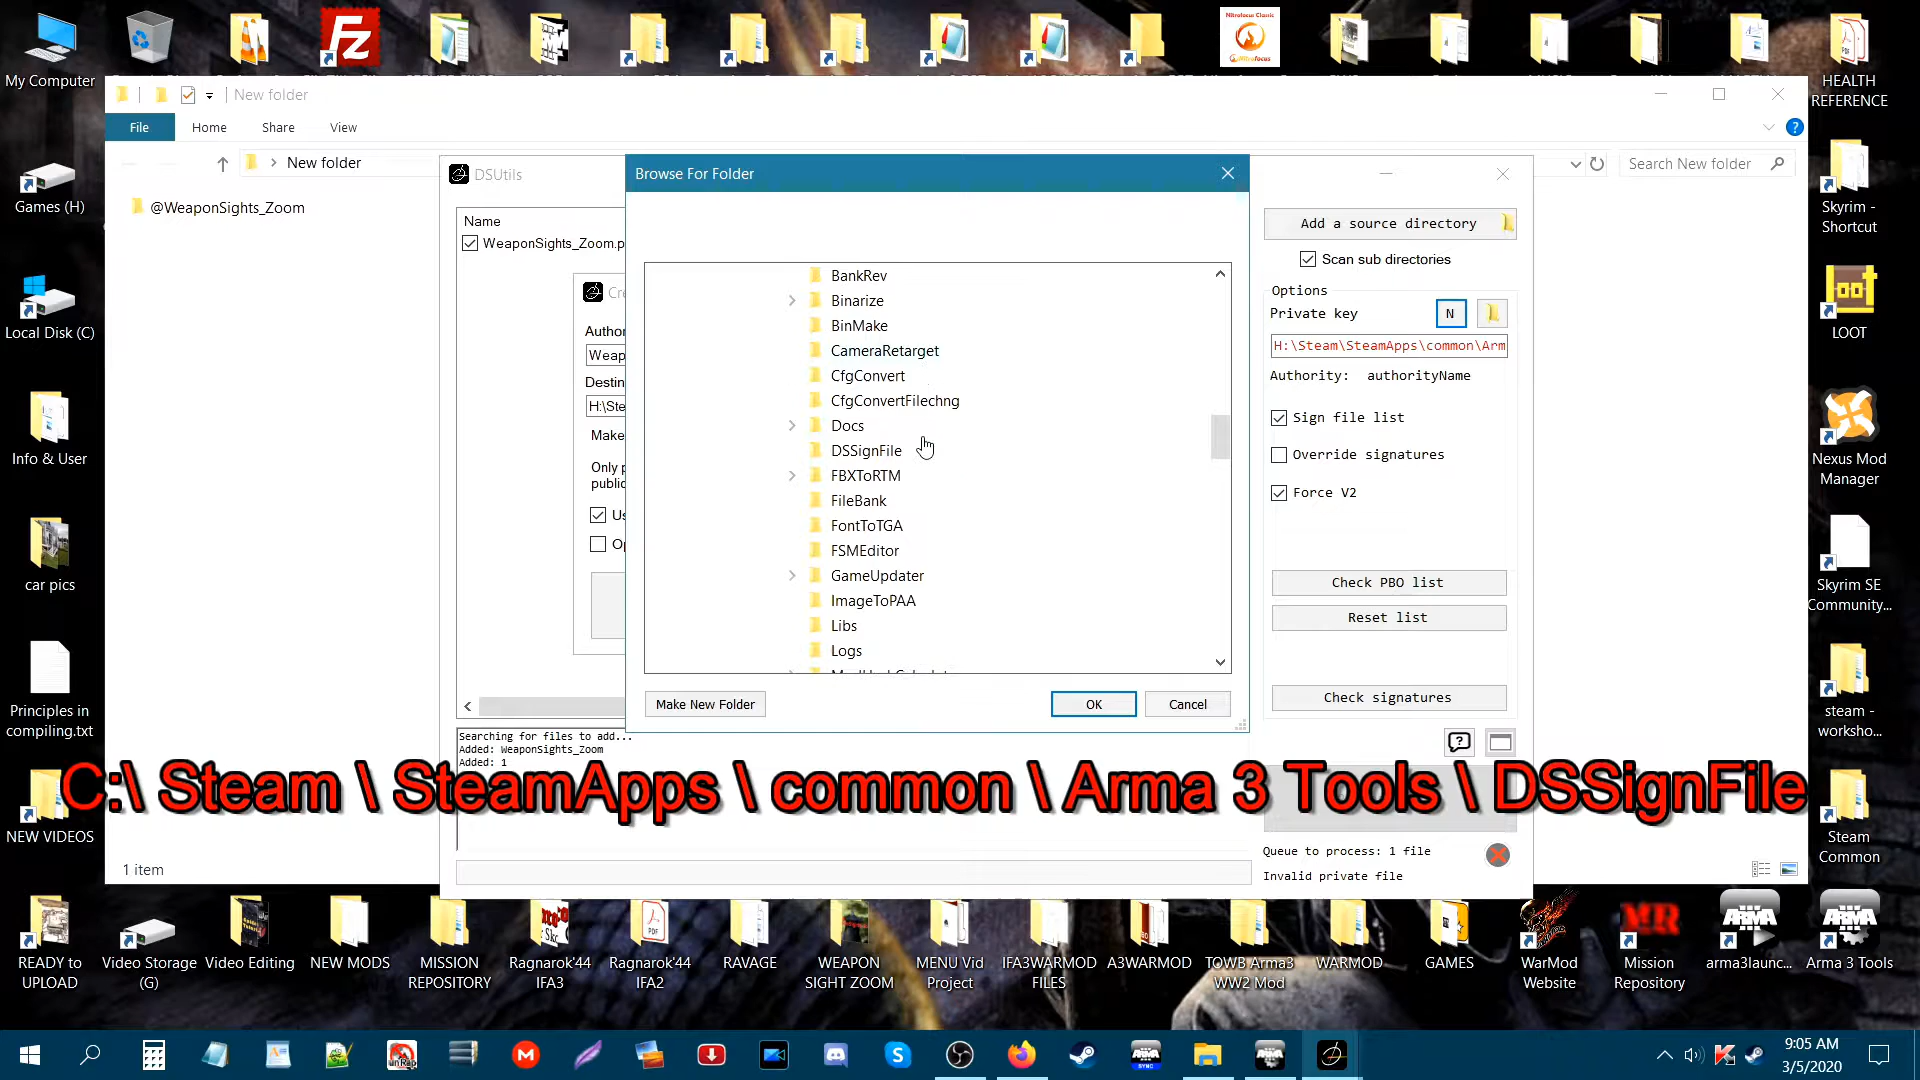 My Computer
HEALTH REFERENCE
New folder
File
Home
Share
View
New folder
Search New folder
@WeaponSights_Zoom
Games (H)
Local Disk (C)
Info & User
car pics
Principles in compiling.txt
NEW VIDEOS
1 item
DSUtils
Name
WeaponSights_Zoom.p
Author
Weap
Destin
H:\Ste
Make
Only p
public
Browse For Folder
BankRev
Binarize
BinMake
CameraRetarget
CfgConvert
CfgConvertFilechng
Docs
DSSignFile
FBXToRTM
FileBank
FontToTGA
FSMEditor
GameUpdater
ImageToPAA
Libs
Logs
Make New Folder
OK
Cancel
Add a source directory
Scan sub directories
Options
Private key
N
H:\Steam\SteamApps\common\Arm
Authority: authorityName
Sign file list
Override signatures
Force V2
Check PBO list
Reset list
Check signatures
Searching for files to add...
Added: WeaponSights_Zoom
Added: 1
C:\ Steam \ SteamApps \ common \ Arma 3 Tools \ DSSignFile
Queue to process: 1 file
Invalid private file
Skyrim - Shortcut
LOOT
Nexus Mod Manager
Skyrim SE Community...
steam - worksho...
Steam Common
READY to UPLOAD
Video Storage (G)
Video Editing
NEW MODS
MISSION REPOSITORY
Ragnarok'44 IFA3
Ragnarok'44 IFA2
RAVAGE
WEAPON SIGHT ZOOM
MENU Vid Project
IFA3WARMOD FILES
A3WARMOD
TOWB Arma3 WW2 Mod
WARMOD
GAMES
WarMod Website
Mission Repository
arma3launc...
Arma 3 Tools
9:05 AM
3/5/2020